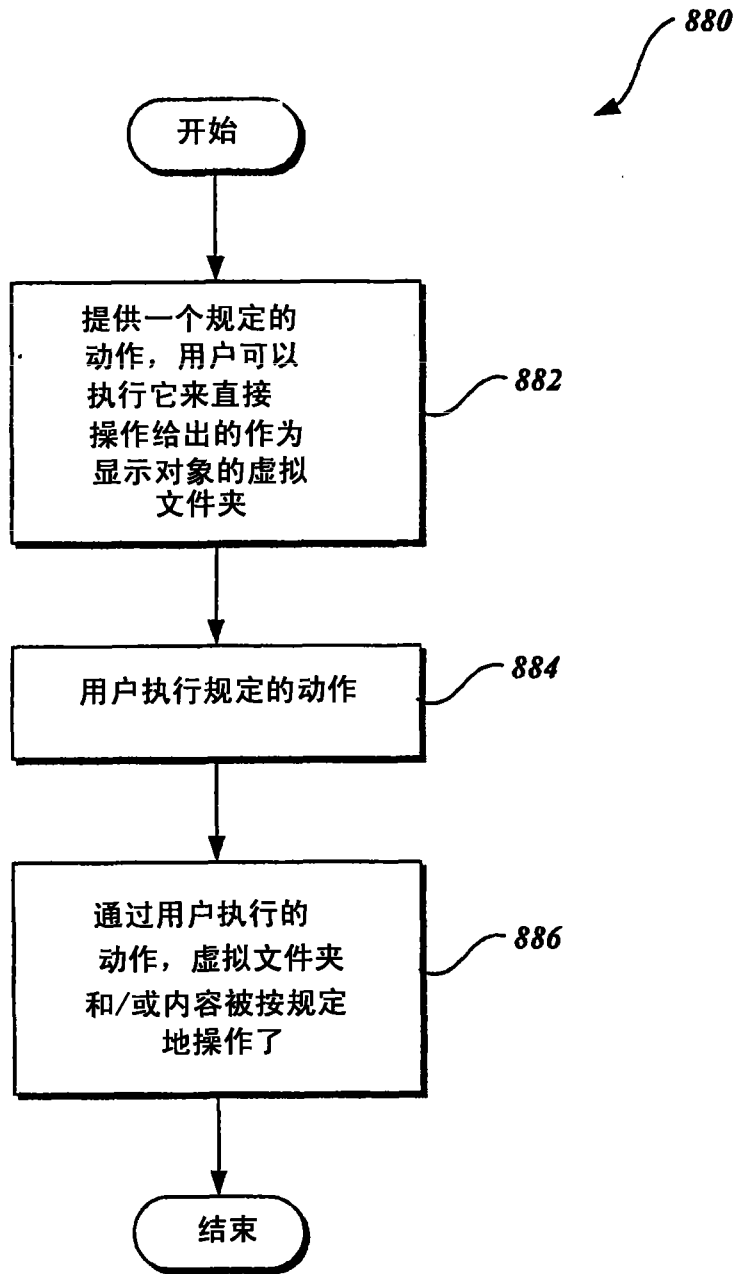 880
开始
提供一个规定的
动作，用户可以
执行它来直接
操作给出的作为
显示对象的虚拟
文件夹
882
用户执行规定的动作
884
通过用户执行的
动作，虚拟文件夹
和/或内容被按规定
地操作了
886
结束